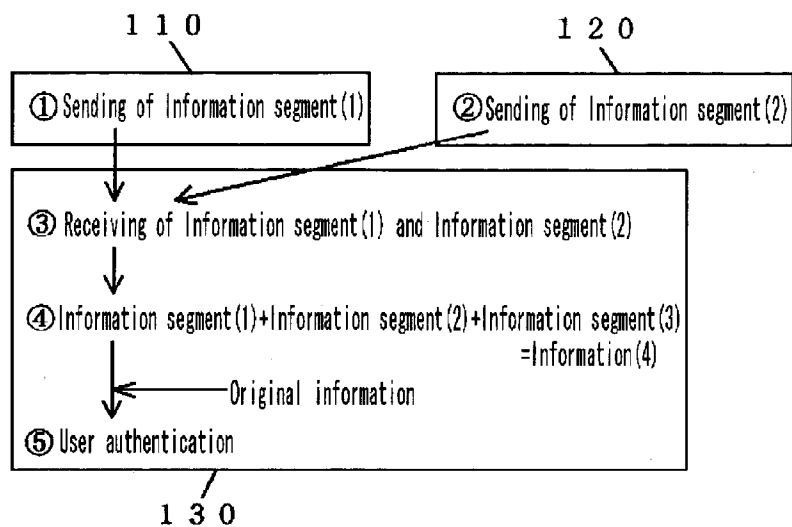 110
120
①Sending of Information segment(1)
②Sending of Information segment(2)
③Receiving of Information segment(1) and Information segment(2)
④Information segment(1)+Information segment(2)+Information segment(3)
=Information(4)
Original information
⑤User authentication
130